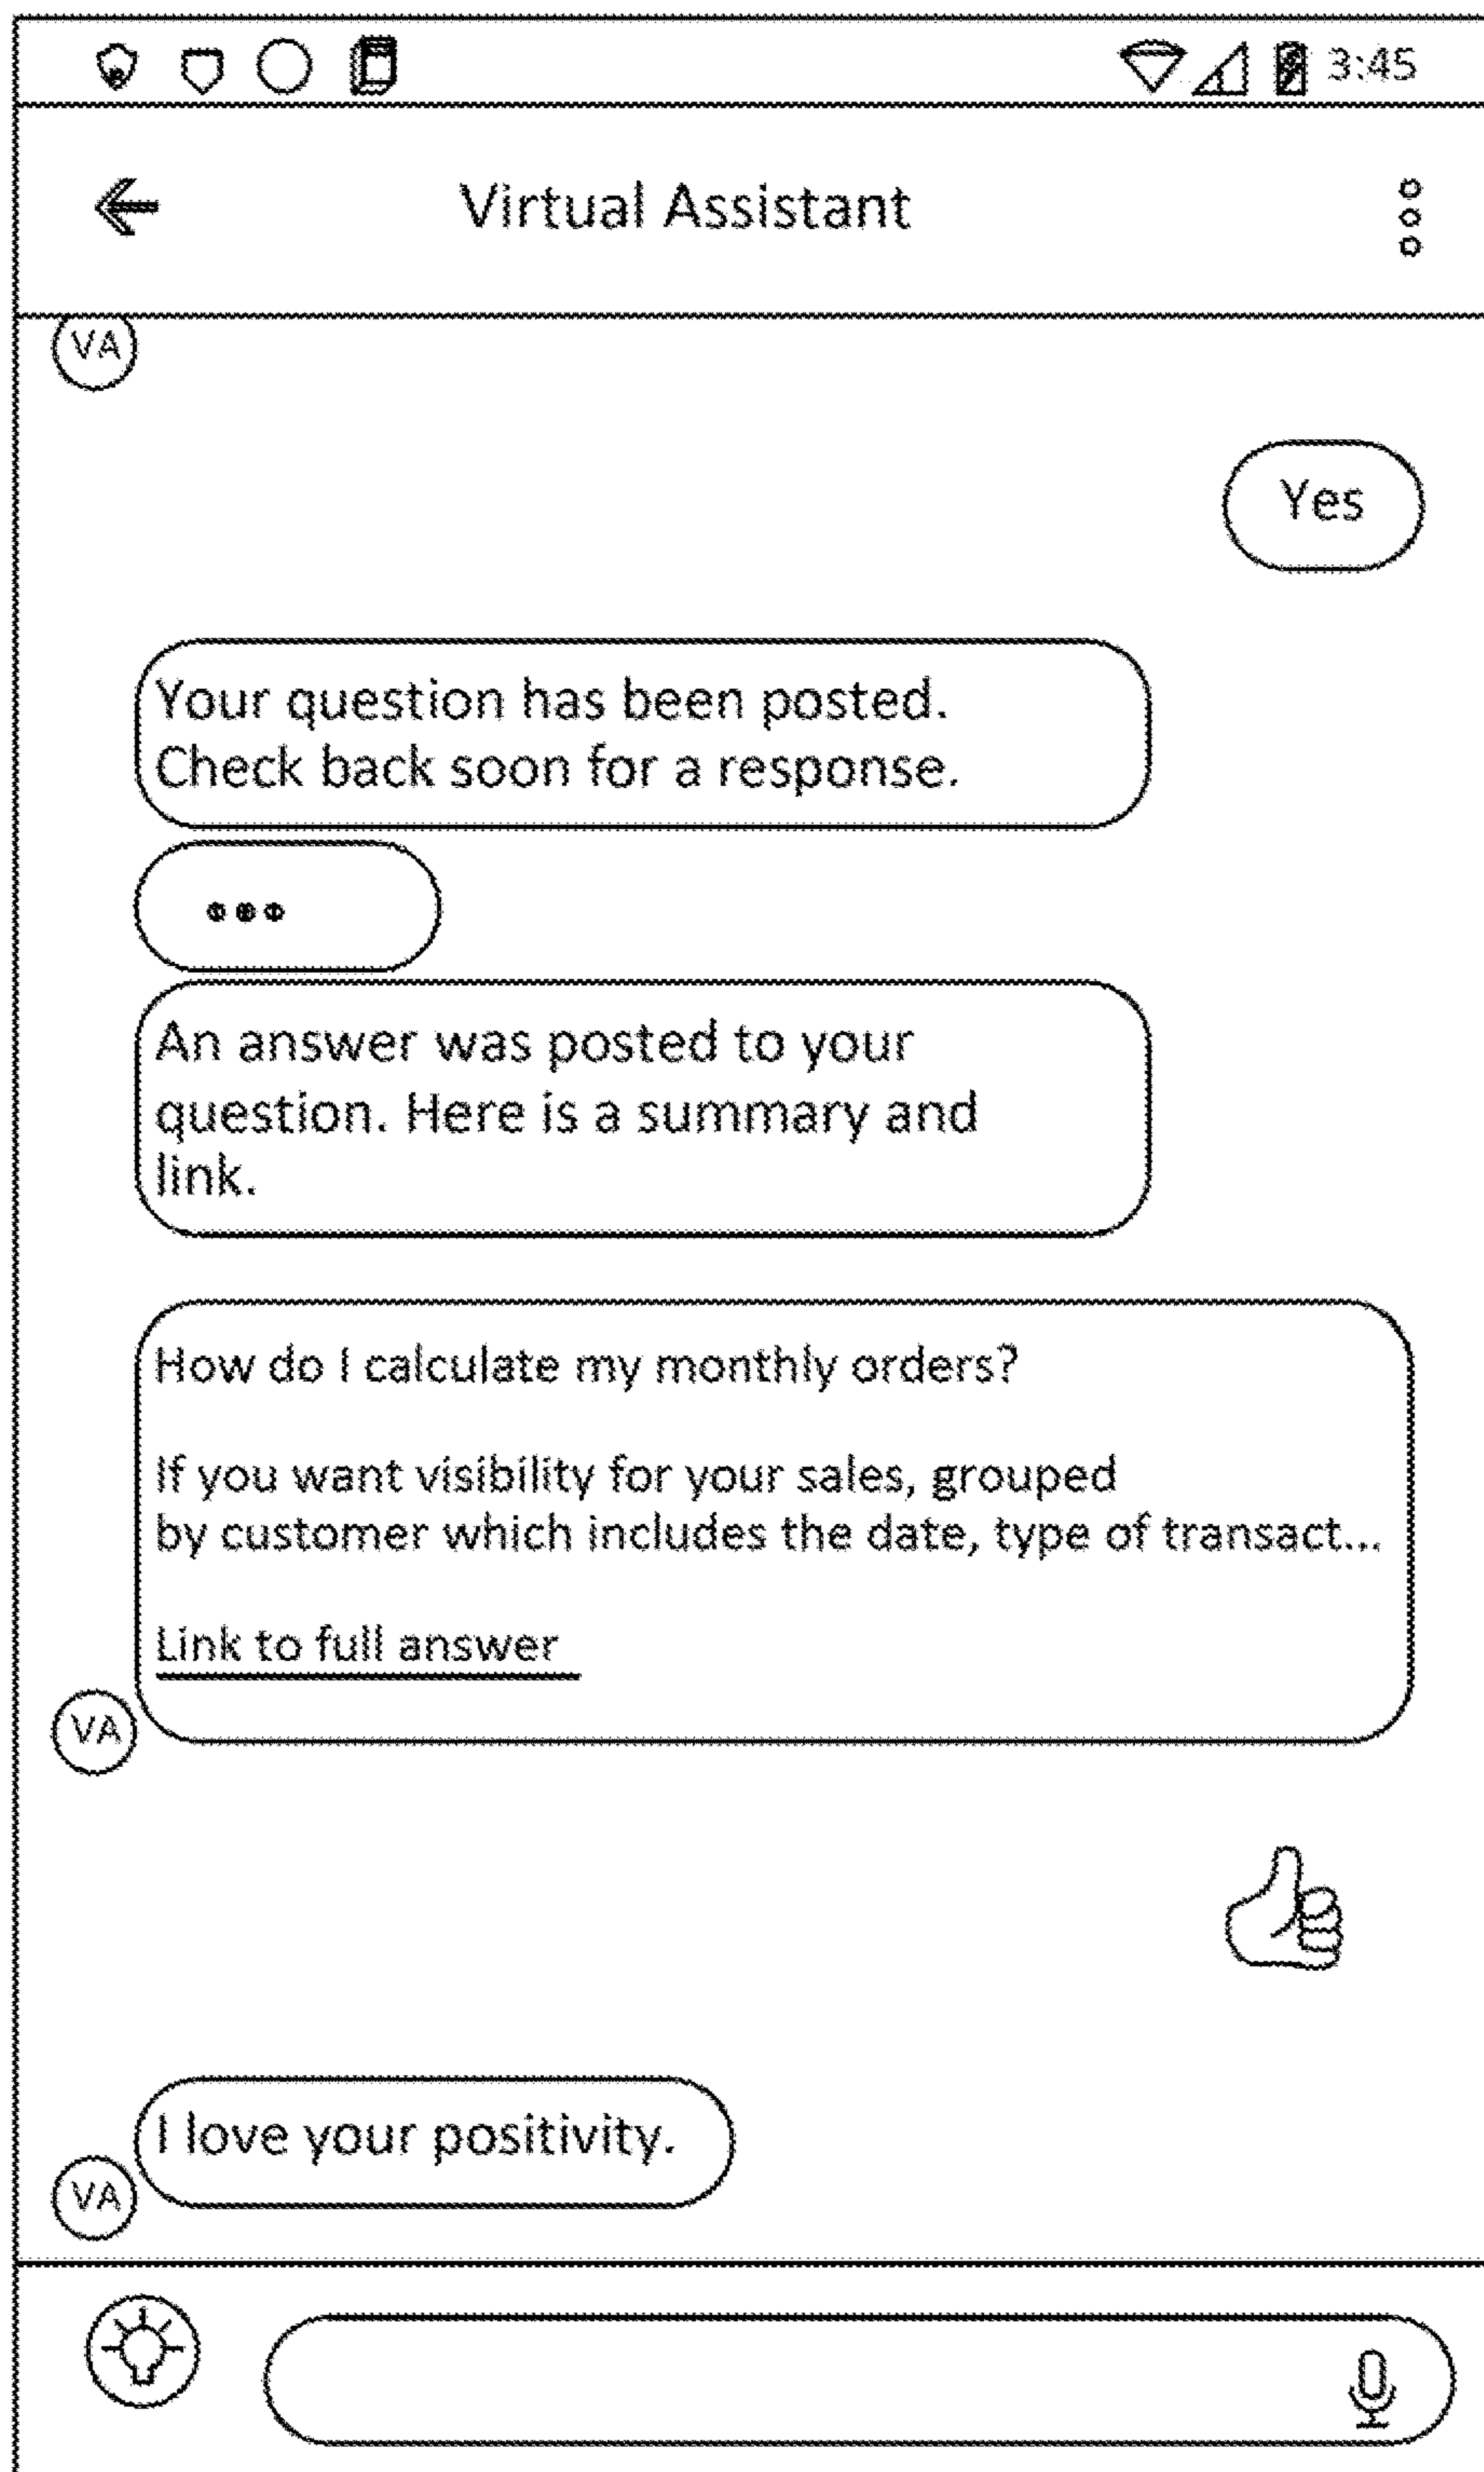 3:45
Virtual Assistant
VA
Yes
Your question has been posted.
Check back soon for a response.
•••
An answer was posted to your
question. Here is a summary and
link.
How do I calculate my monthly orders?
If you want visibility for your sales, grouped
by customer which includes the date, type of transact...
Link to full answer
VA
I love your positivity.
VA